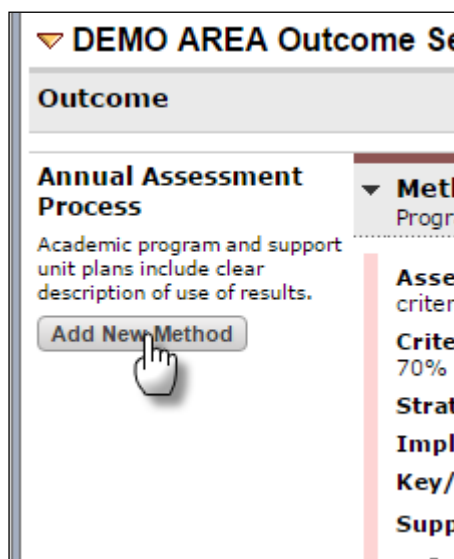 DEMO AREA Outcome Se
Outcome
Annual Assessment
Process
Academic program and support
unit plans include clear
description of use of results.
Add New Method
Met
Progr
Asse
criter
Crite
70%
Strat
Impl
Key/
Supp